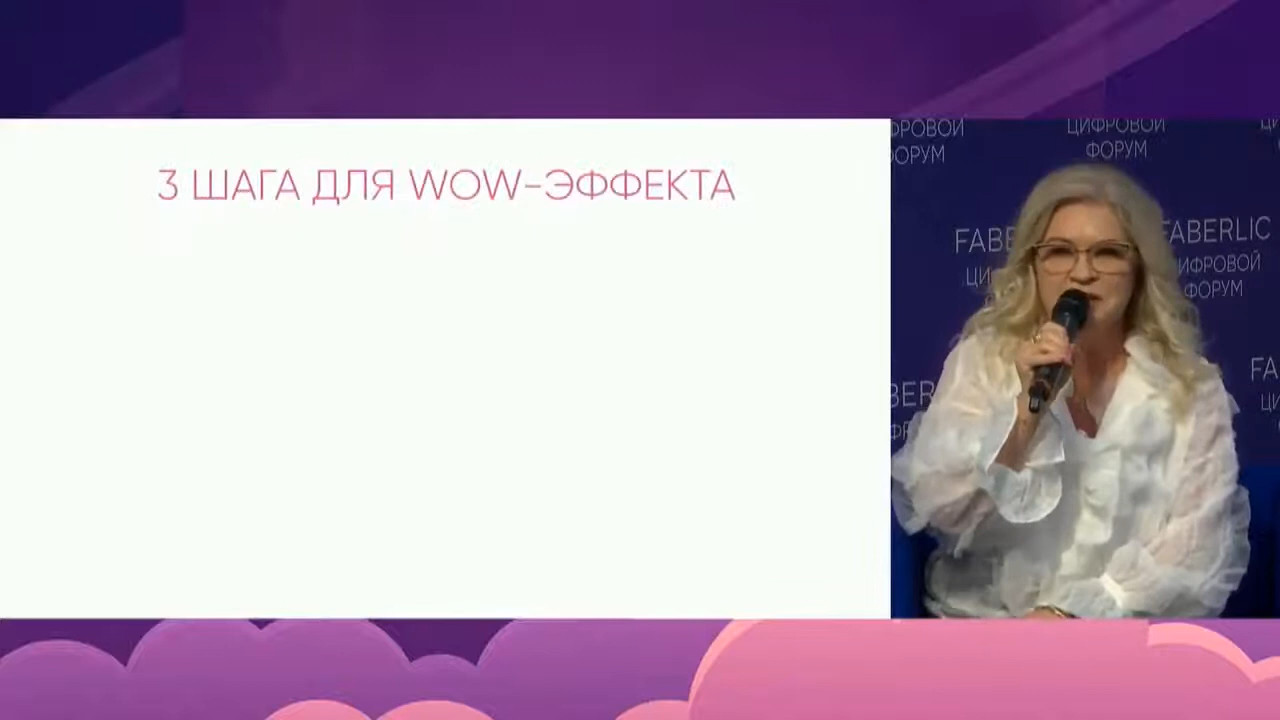 3 ШАГА ДЛЯ WOW-ЭФФЕКТА
ЦИФРОВОЙ
ФОРУМ
FABERLIC
ЦИФРОВОЙ
ФОРУМ